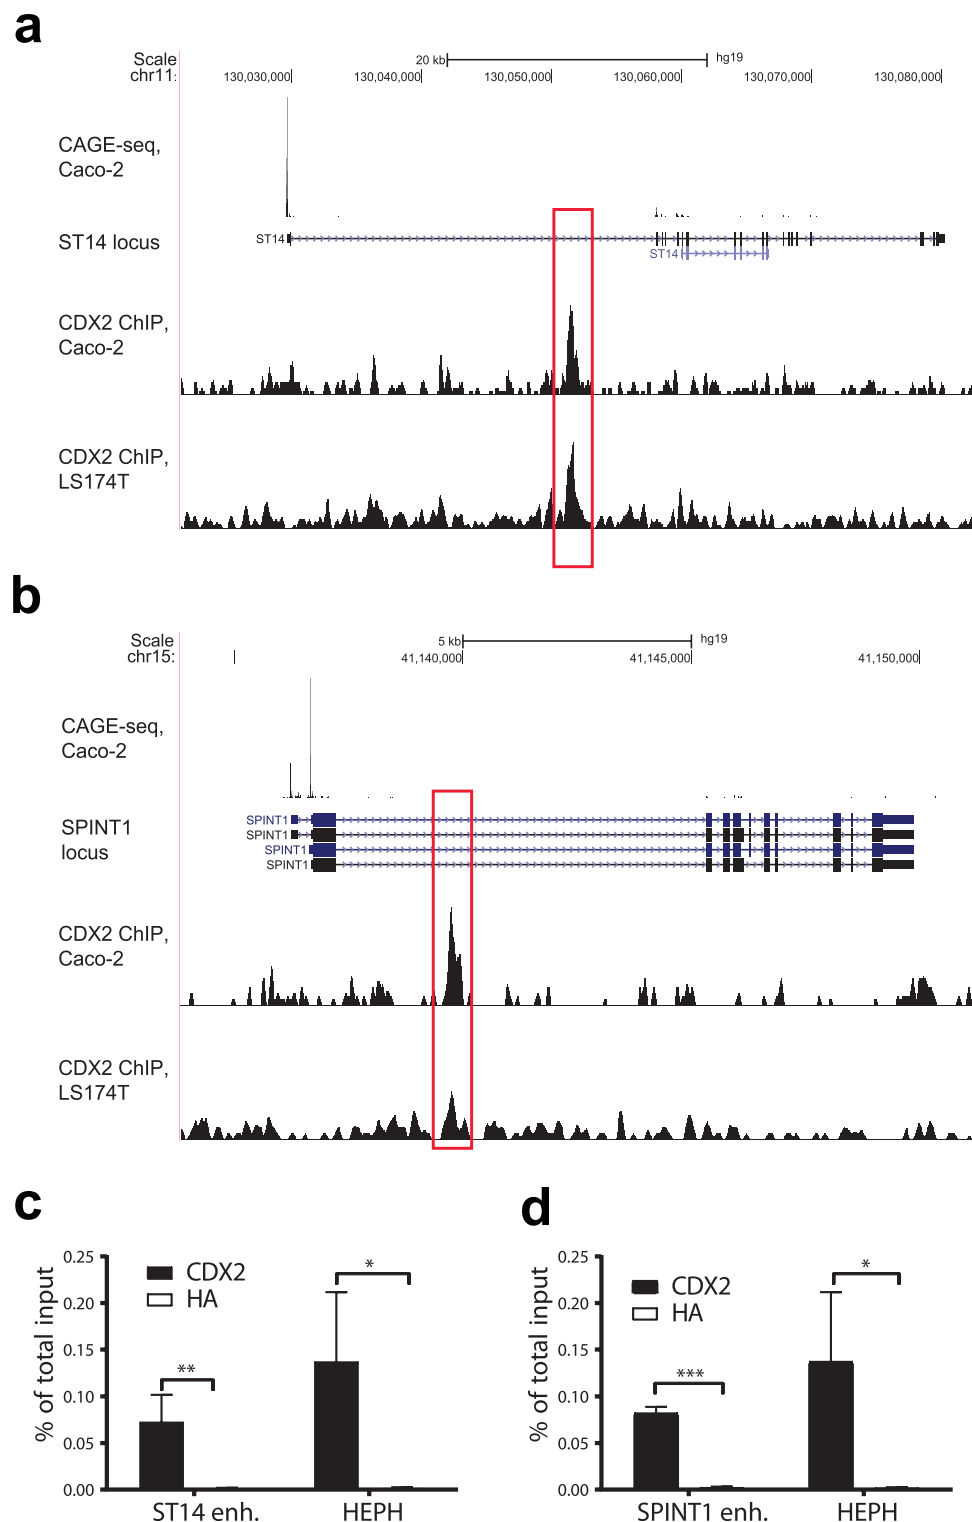 a
Scale 20 kb hg19
chr11: 130,030,000 130,040,000 130,050,000 130,060,000 130,070,000 130,080,000
CAGE-seq,
Caco-2
ST14 locus
ST14
ST14
CDX2 ChIP,
Caco-2
CDX2 ChIP,
LS174T
b
Scale 5 kb hg19
chr15: 41,140,000 41,145,000 41,150,000
CAGE-seq,
Caco-2
SPINT1
locus
SPINT1
SPINT1
SPINT1
SPINT1
CDX2 ChIP,
Caco-2
CDX2 ChIP,
LS174T
c
% of total input
0.25
0.20
0.15
0.10
0.05
0.00
CDX2
HA
**
*
ST14 enh.
HEPH
d
% of total input
0.25
0.20
0.15
0.10
0.05
0.00
CDX2
HA
***
*
SPINT1 enh.
HEPH